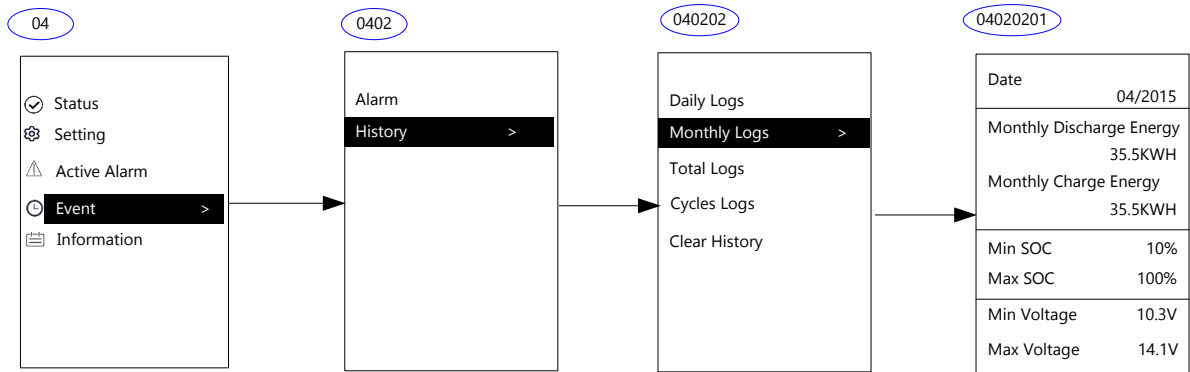 04
Status
Setting
Active Alarm
Event >
Information
0402
Alarm
History >
040202
Daily Logs
Monthly Logs >
Total Logs
Cycles Logs
Clear History
04020201
Date
04/2015
Monthly Discharge Energy
35.5KWH
Monthly Charge Energy
35.5KWH
Min SOC 10%
Max SOC 100%
Min Voltage 10.3V
Max Voltage 14.1V